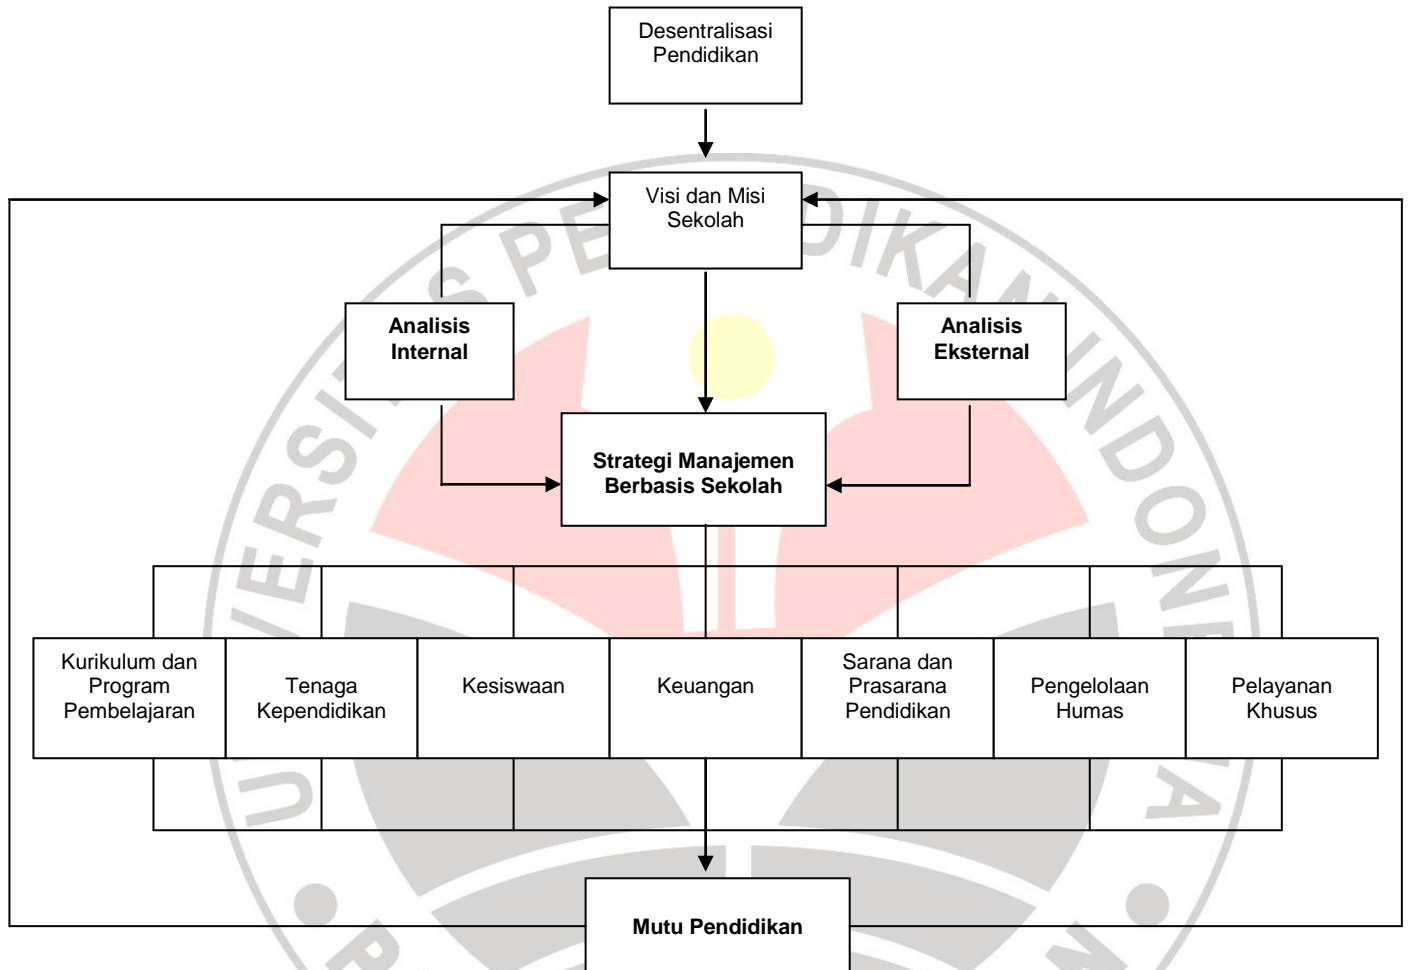 Desentralisasi
Pendidikan
Visi dan Misi
Sekolah
Analisis
Internal
Analisis
Eksternal
Strategi Manajemen
Berbasis Sekolah
Kurikulum dan
Program
Pembelajaran
Tenaga
Kependidikan
Kesiswaan
Keuangan
Sarana dan
Prasarana
Pendidikan
Pengelolaan
Humas
Pelayanan
Khusus
Mutu Pendidikan